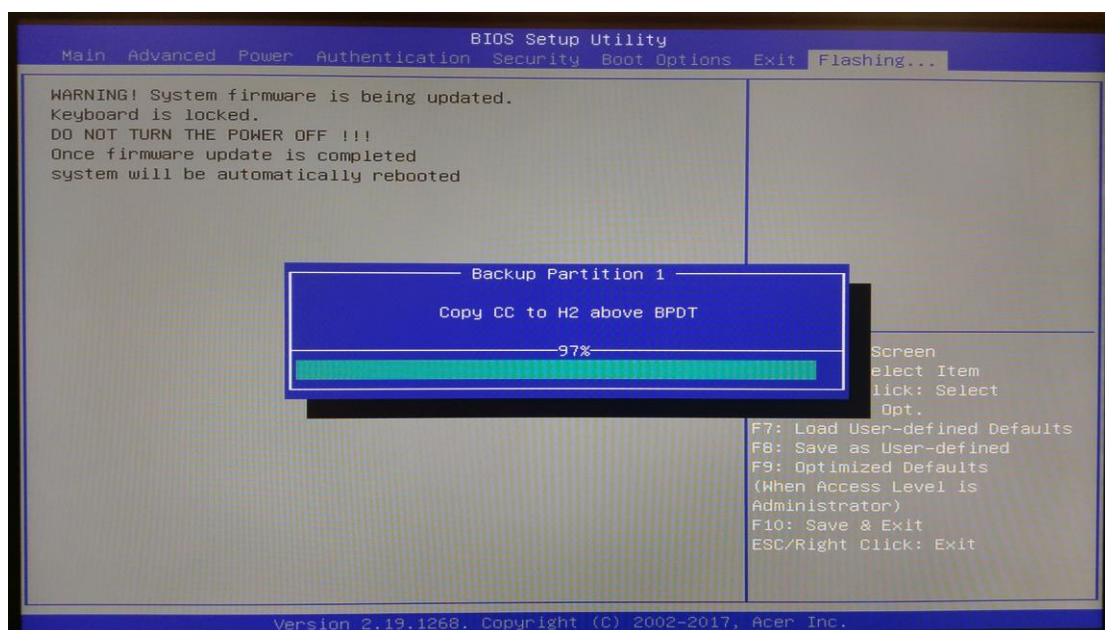 BIOS Setup Utility
Main Advanced Power Authentication Security Boot Options Exit Flashing...
WARNING! System firmware is being updated.
Keyboard is locked.
DO NOT TURN THE POWER OFF !!!
Once firmware update is completed
system will be automatically rebooted
Backup Partition 1
Copy CC to H2 above BPDT
97%
Screen
elect Item
lick: Select
Opt.
F7: Load User-defined Defaults
F8: Save as User-defined
F9: Optimized Defaults
(When Access Level is
Administrator)
F10: Save & Exit
ESC/Right Click: Exit
Version 2.19.1268. Copyright (C) 2002-2017, Acer Inc.